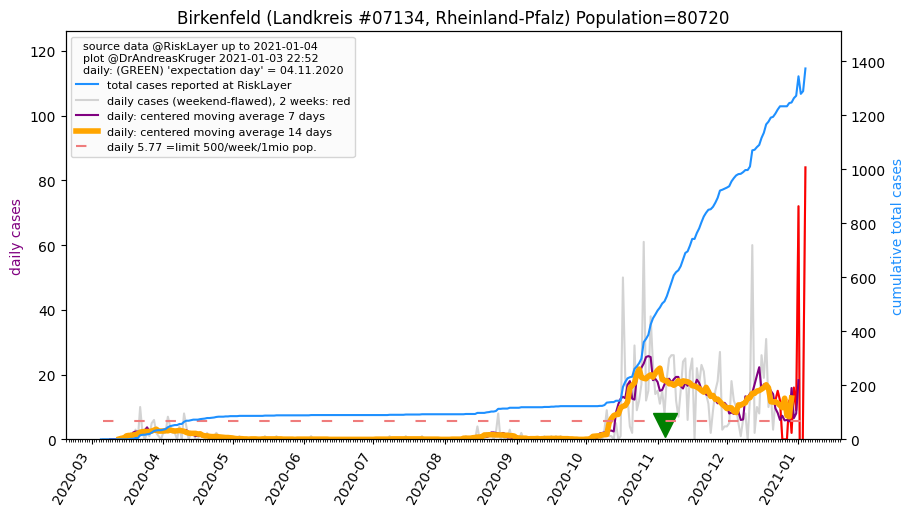 Birkenfeld (Landkreis #07134, Rheinland-Pfalz) Population=80720
source data @RiskLayer up to 2021-01-04
plot @DrAndreasKruger 2021-01-03 22:52
daily: (GREEN) 'expectation day' = 04.11.2020
total cases reported at RiskLayer
daily cases (weekend-flawed), 2 weeks: red
daily: centered moving average 7 days
daily: centered moving average 14 days
daily 5.77 =limit 500/week/1mio pop.
daily cases
120
100
80
60
40
20
0
1400
1200
1000
800
600
400
200
0
cumulative total cases
2020-03
2020-04
2020-05
2020-06
2020-07
2020-08
2020-09
2020-10
2020-11
2020-12
2021-01